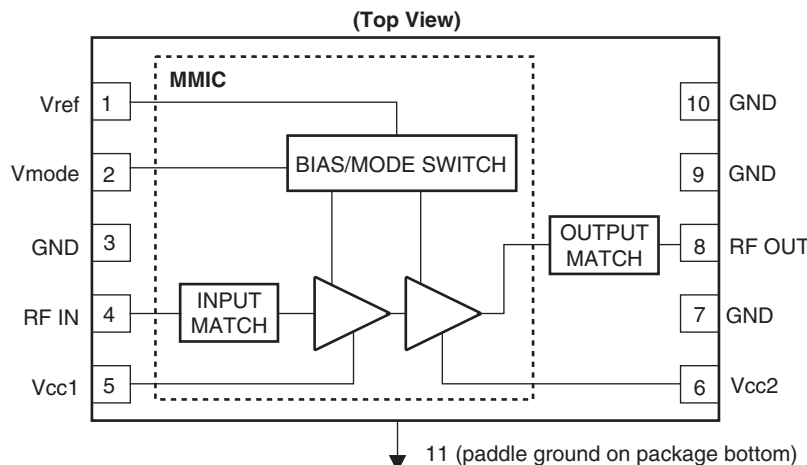 (Top View)
MMIC
Vref 1
10 GND
BIAS/MODE SWITCH
Vmode 2
9 GND
GND 3
OUTPUT
MATCH
8 RF OUT
RF IN 4
INPUT
MATCH
7 GND
Vcc1 5
6 Vcc2
11 (paddle ground on package bottom)